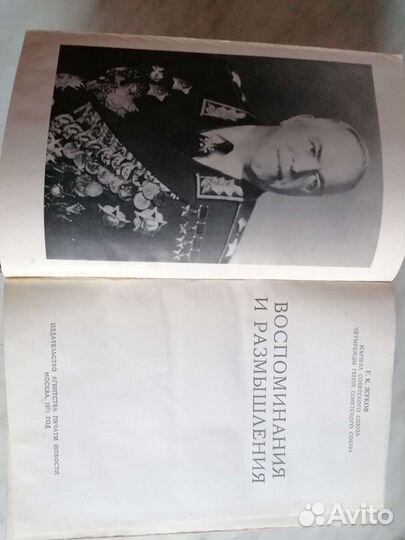 Г. К. ЖУКОВ
МАРШАЛ СОВЕТСКОГО СОЮЗА
ЧЕТЫРЕЖДЫ ГЕРОЙ СОВЕТСКОГО СОЮЗА
ВОСПОМИНАНИЯ
И РАЗМЫШЛЕНИЯ
ИЗДАТЕЛЬСТВО АГЕНТСТВА ПЕЧАТИ НОВОСТИ
МОСКВА, 1971 ГОД
Avito